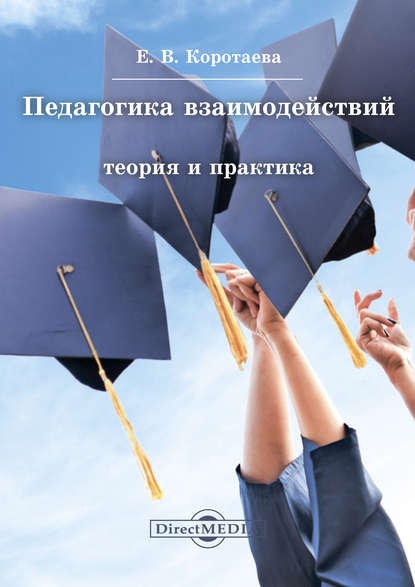 Е. В. Коротаева
Педагогика взаимодействий
теория и практика
DirectMEDIA